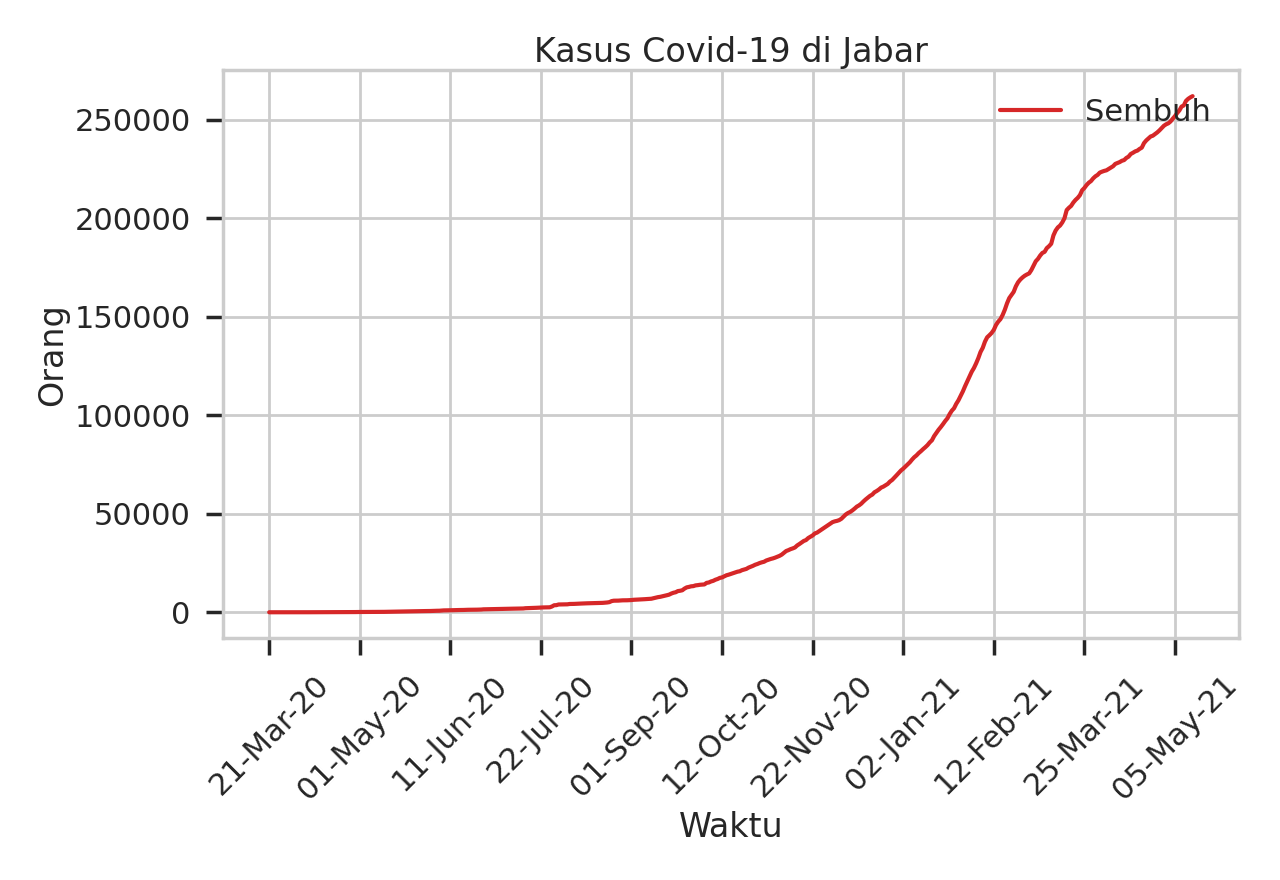 Kasus Covid-19 di Jabar
Sembuh
250000
200000
150000
100000
50000
0
Orang
21-Mar-20
01-May-20
11-Jun-20
22-Jul-20
01-Sep-20
12-Oct-20
22-Nov-20
02-Jan-21
12-Feb-21
25-Mar-21
05-May-21
Waktu